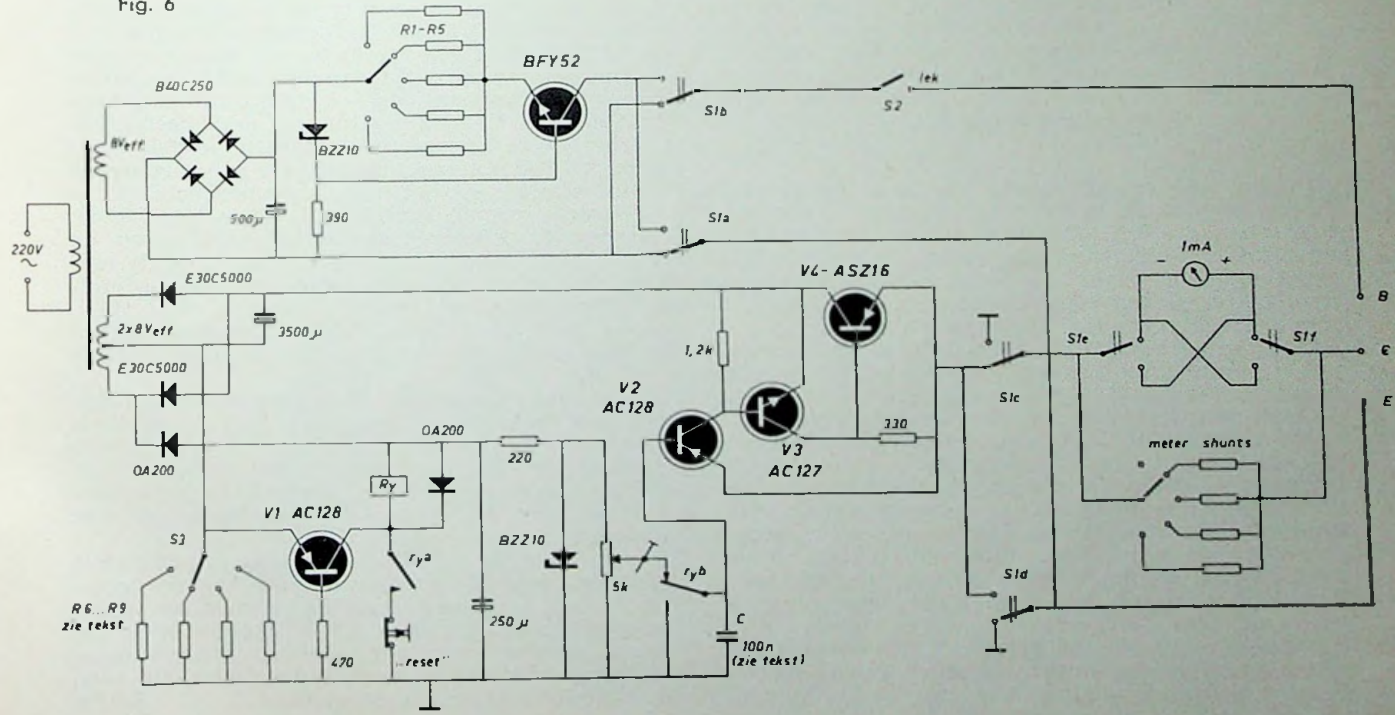 Fig. 6
R1-R5
BFY52
B40C250
8Veff.
BZZ10
500µ
390
S1b
S2
lek
S1a
220V
~
E30C5000
2x8Veff
3500µ
E30C5000
V4-ASZ16
1mA
- +
B
S1e
S1f
E
1,2k
V2
AC128
S1c
V3
AC127
330
meter shunts
OA200
OA200
220
Ry
V1 AC128
S3
BZZ10
rya
5k
ryb
S1d
R6...R9
zie tekst
470
"reset"
250µ
C
100n
(zie tekst)